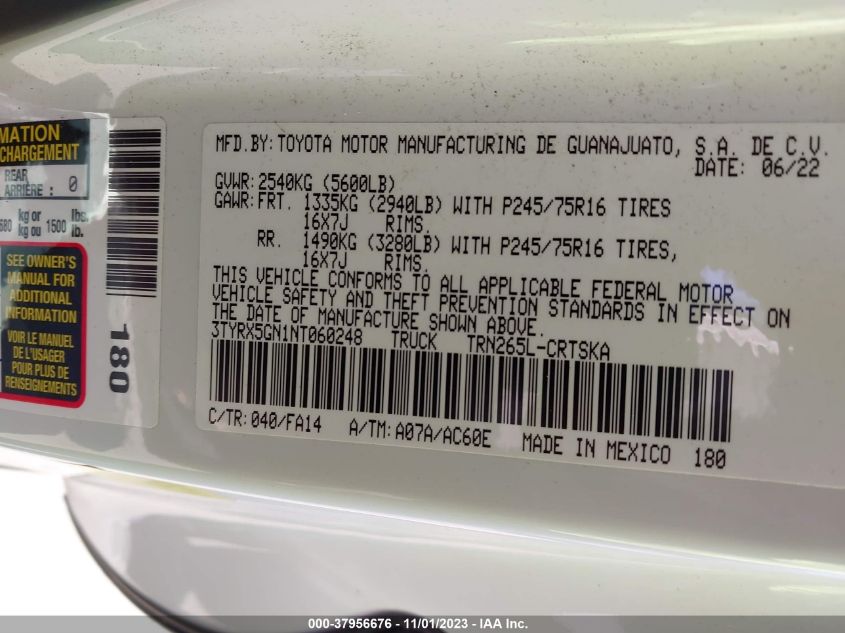 MATION
CHARGEMENT
REAR
ARRIÈRE : 0
680 kg or 1500 lbs.
kg ou lb.
SEE OWNER'S
MANUAL FOR
ADDITIONAL
INFORMATION
VOIR LE MANUEL
DE L'USAGER
POUR PLUS DE
RENSEIGNEMENTS
180
MFD.BY: TOYOTA MOTOR MANUFACTURING DE GUANAJUATO, S.A. DE C.V.
DATE: 06/22
GVWR: 2540KG (5600LB)
GAWR: FRT. 1335KG (2940LB) WITH P245/75R16 TIRES
16X7J RIMS.
RR. 1490KG (3280LB) WITH P245/75R16 TIRES,
16X7J RIMS.
THIS VEHICLE CONFORMS TO ALL APPLICABLE FEDERAL MOTOR
VEHICLE SAFETY AND THEFT PREVENTION STANDARDS IN EFFECT ON
THE DATE OF MANUFACTURE SHOWN ABOVE.
3TYRX5GN1NT060248 TRUCK TRN265L-CRTSKA
C/TR: 040/FA14 A/TM: A07A/AC60E MADE IN MEXICO 180
000-37956676 - 11/01/2023 - IAA Inc.